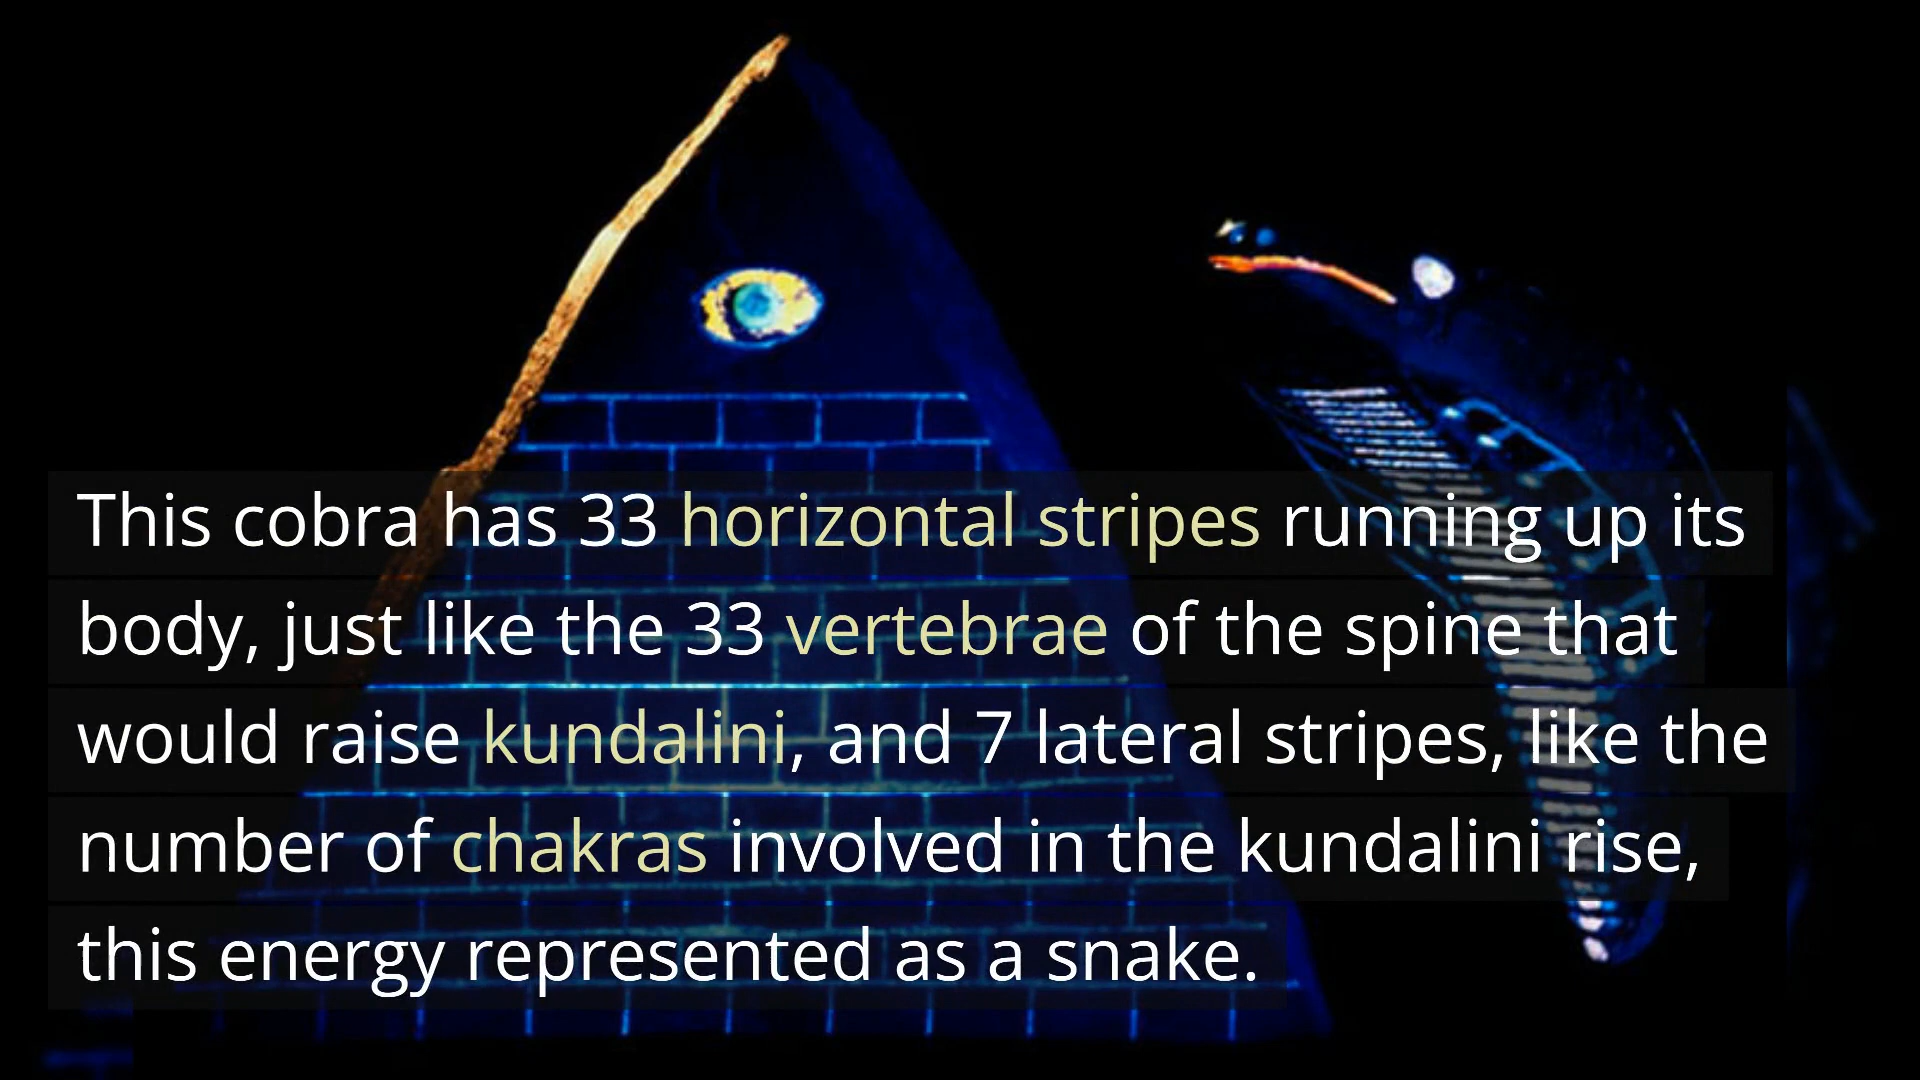 This cobra has 33 horizontal stripes running up its
body, just like the 33 vertebrae of the spine that
would raise kundalini, and 7 lateral stripes, like the
number of chakras involved in the kundalini rise,
this energy represented as a snake.